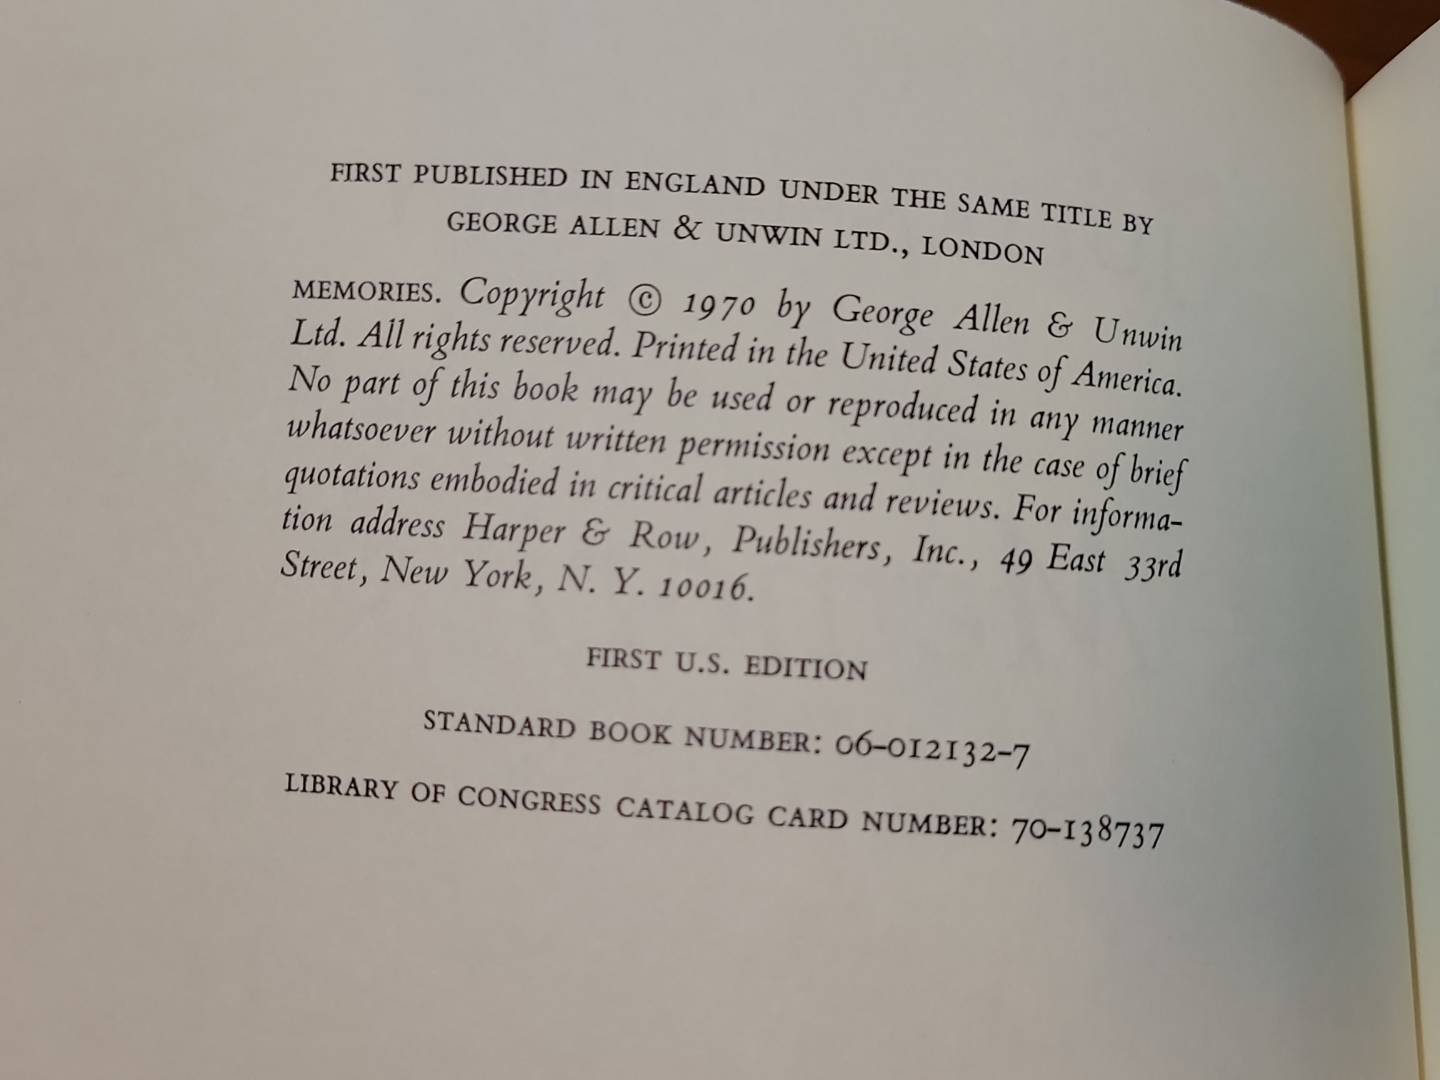 FIRST PUBLISHED IN ENGLAND UNDER THE SAME TITLE BY
GEORGE ALLEN & UNWIN LTD., LONDON
MEMORIES. Copyright © 1970 by George Allen & Unwin
Ltd. All rights reserved. Printed in the United States of America.
No part of this book may be used or reproduced in any manner
whatsoever without written permission except in the case of brief
quotations embodied in critical articles and reviews. For informa-
tion address Harper & Row, Publishers, Inc., 49 East 33rd
Street, New York, N. Y. 10016.
FIRST U.S. EDITION
STANDARD BOOK NUMBER: 06-012132-7
LIBRARY OF CONGRESS CATALOG CARD NUMBER: 70-138737